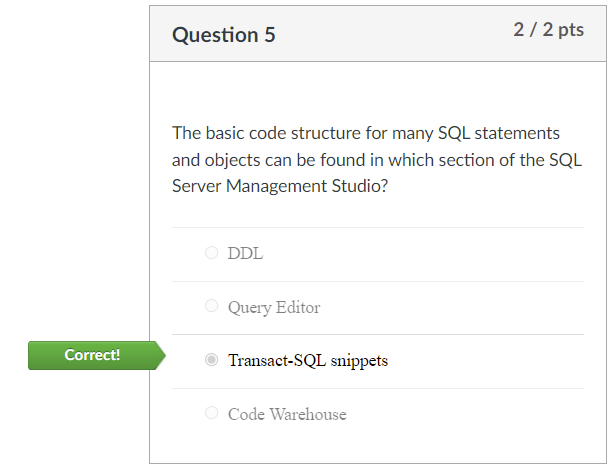 Question 5
2 / 2 pts
The basic code structure for many SQL statements
and objects can be found in which section of the SQL
Server Management Studio?
DDL
Query Editor
Correct!
Transact-SQL snippets
Code Warehouse